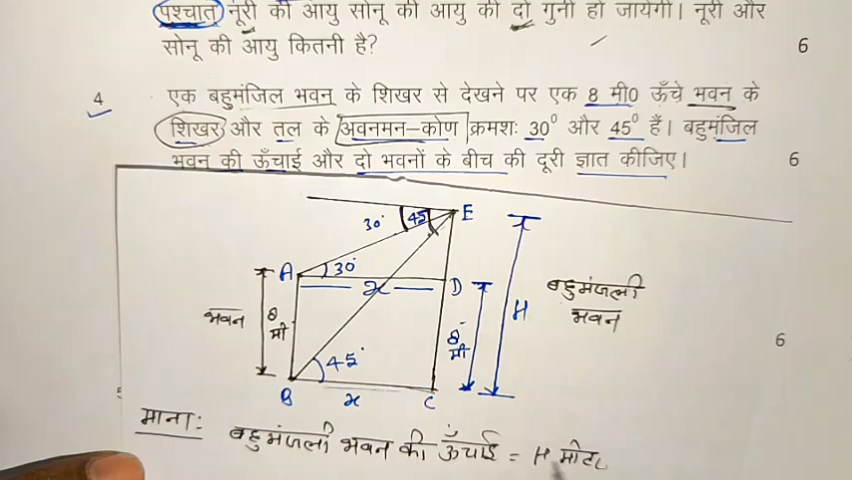 पश्चात् नूरी की आयु सोनू की आयु की दो गुनी हो जायेगी। नूरी और
सोनू की आयु कितनी है?
6
4 एक बहुमंजिल भवन के शिखर से देखने पर एक 8 मी0 ऊँचे भवन के
शिखर और तल के अवनमन-कोण क्रमशः 30° और 45° हैं। बहुमंजिल
भवन की ऊँचाई और दो भवनों के बीच की दूरी ज्ञात कीजिए।
6
30° 45° E
A 30° D
x
भवन 8 मी 8 मी H बहुमंजली भवन
6
45°
B x C
माना: बहुमंजली भवन की ऊँचाई = H मीटर